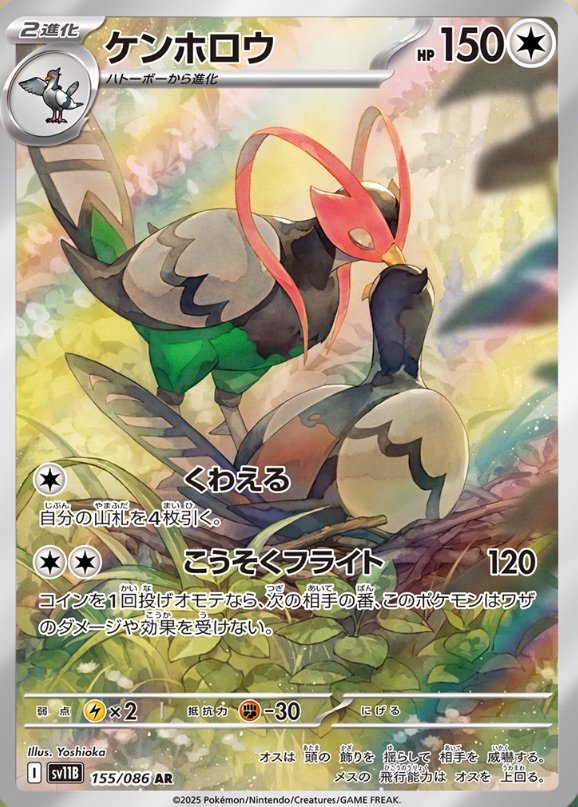 2進化
ケンホロウ
HP 150
ハトーボーから進化
くわえる
自分の山札を4枚引く。
こうそくフライト 120
コインを1回投げオモテなら、次の相手の番、このポケモンはワザ
のダメージや効果を受けない。
弱点 ×2 抵抗力 -30 にげる
Illus. Yoshioka
I sv11B 155/086 AR
オスは 頭の 飾りを 揺らして 相手を 威嚇する。
メスの 飛行能力は オスを 上回る。
©2025 Pokémon/Nintendo/Creatures/GAME FREAK.